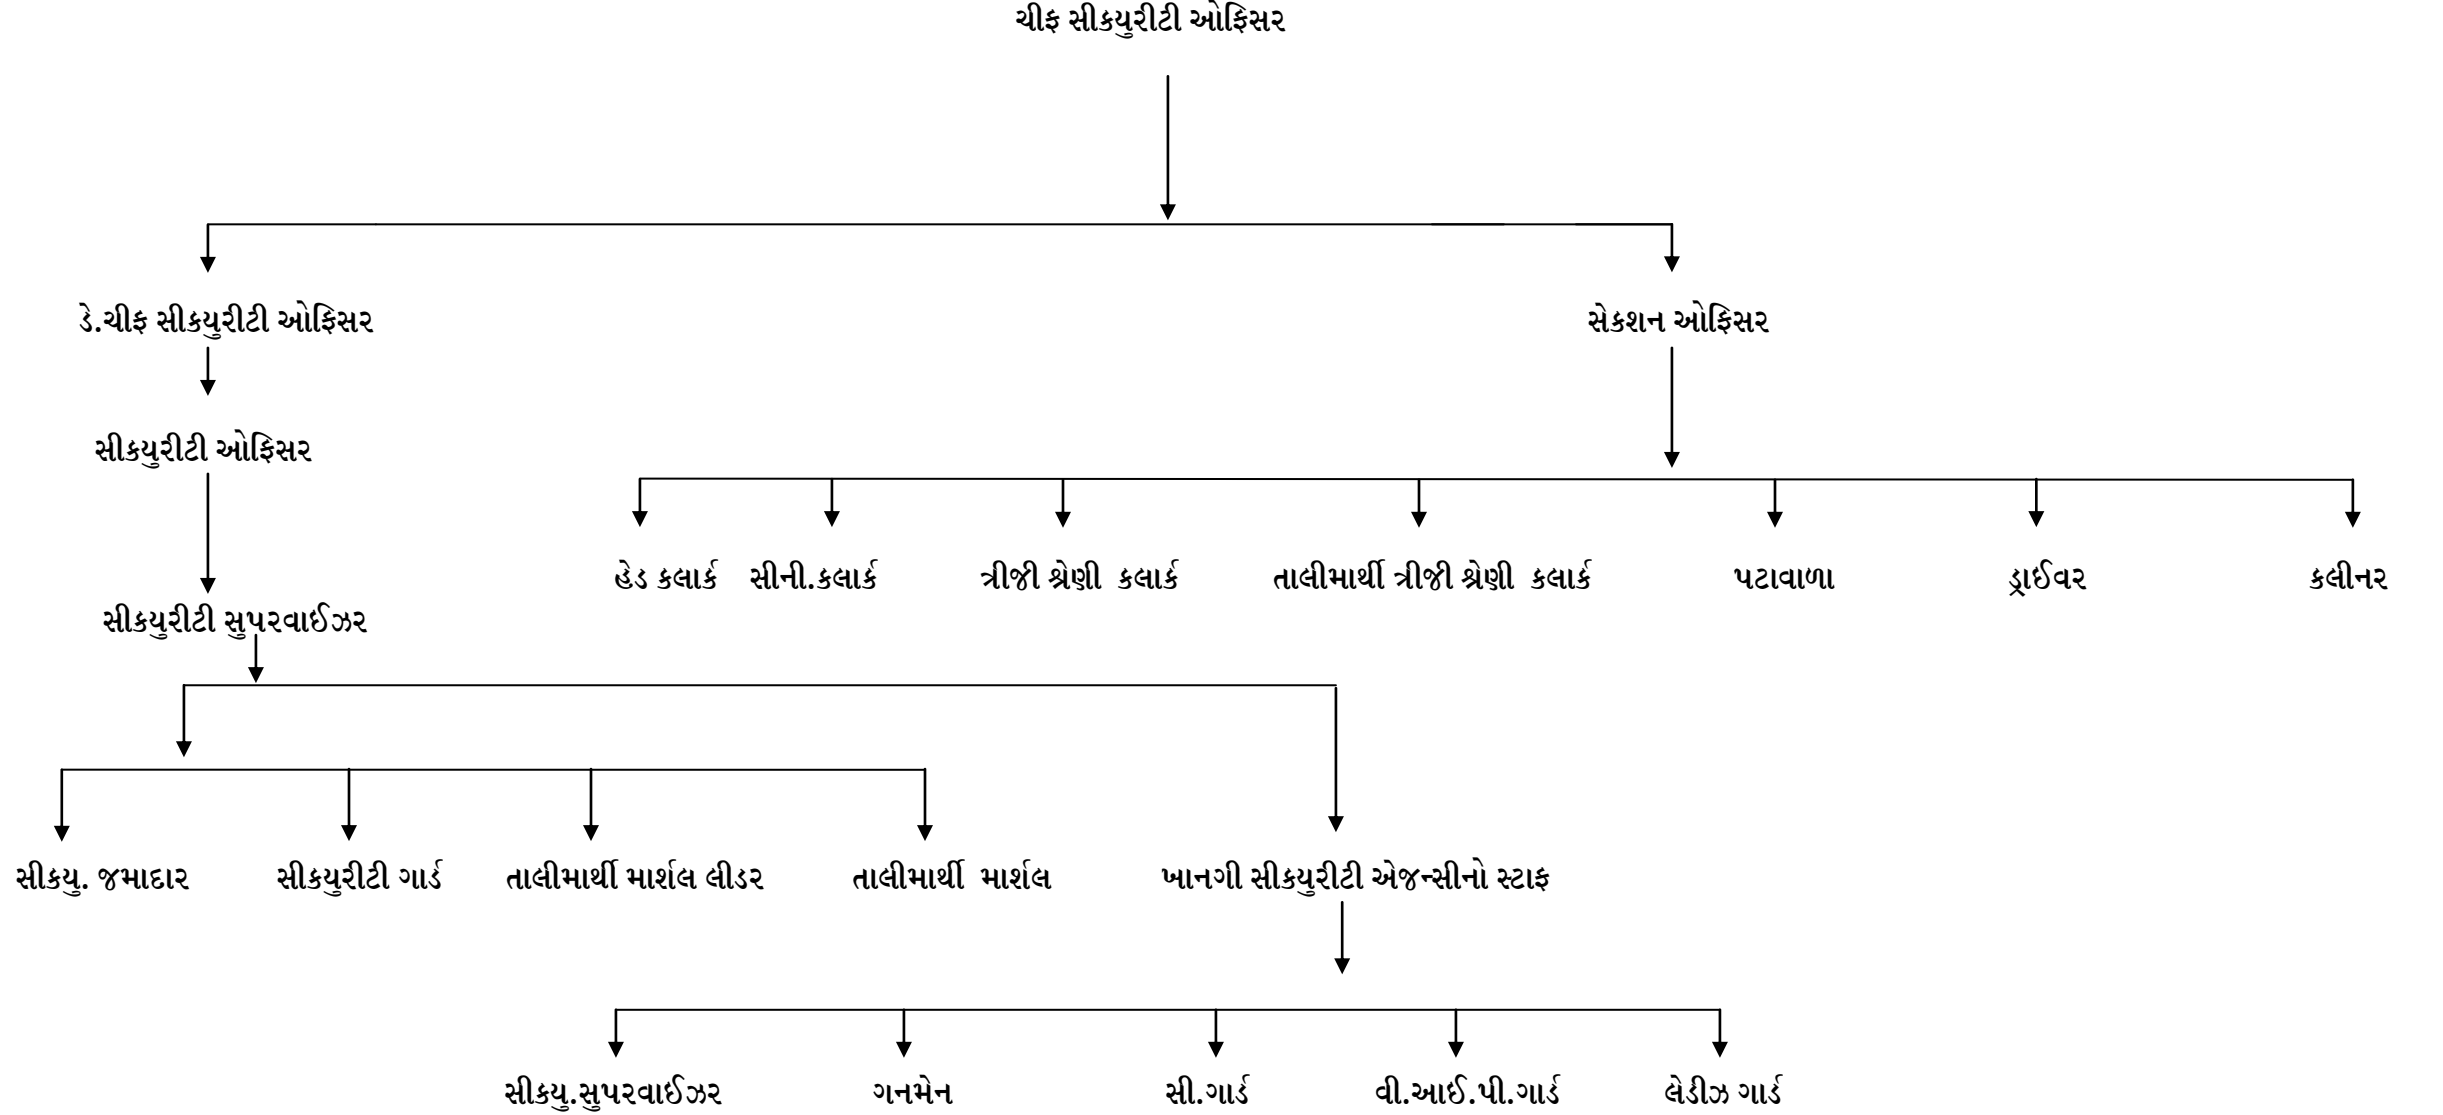 ચીફ સીકયુરીટી ઓફિસર
ડે.ચીફ સીકયુરીટી ઓફિસર
સેકશન ઓફિસર
સીકયુરીટી ઓફિસર
હેડ કલાર્ક
સીની.કલાર્ક
ત્રીજી શ્રેણી કલાર્ક
તાલીમાર્થી ત્રીજી શ્રેણી કલાર્ક
પટાવાળા
ડ્રાઈવર
કલીનર
સીકયુરીટી સુપરવાઈઝર
સીકયુ. જમાદાર
સીકયુરીટી ગાર્ડ
તાલીમાર્થી માર્શલ લીડર
તાલીમાર્થી માર્શલ
ખાનગી સીકયુરીટી એજન્સીનો સ્ટાફ
સીકયુ.સુપરવાઈઝર
ગનમેન
સી.ગાર્ડ
વી.આઈ.પી.ગાર્ડ
લેડીઝ ગાર્ડ